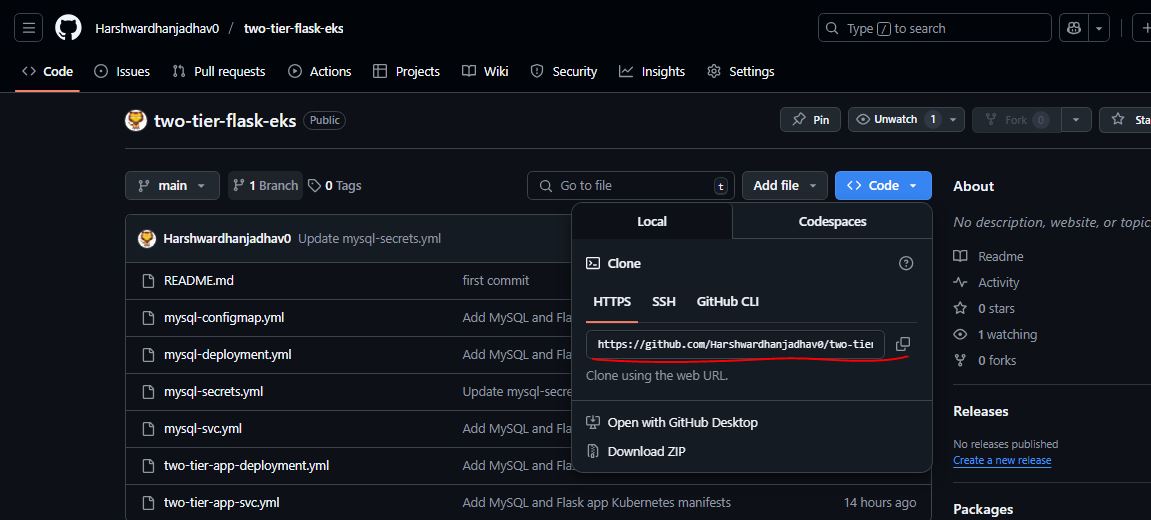 Harshwardhanjadhav0 / two-tier-flask-eks
Type / to search
Code Issues Pull requests Actions Projects Wiki Security Insights Settings
two-tier-flask-eks Public
Pin Unwatch 1 Fork 0 Sta
main 1 Branch 0 Tags
Go to file t
Add file Code
Local Codespaces
Clone
HTTPS SSH GitHub CLI
https://github.com/Harshwardhanjadhav0/two-tier
Clone using the web URL.
Open with GitHub Desktop
Download ZIP
Harshwardhanjadhav0 Update mysql-secrets.yml
README.md first commit
mysql-configmap.yml Add MySQL and Fla
mysql-deployment.yml Add MySQL and Fla
mysql-secrets.yml Update mysql-secre
mysql-svc.yml Add MySQL and Fla
two-tier-app-deployment.yml Add MySQL and Fla
two-tier-app-svc.yml Add MySQL and Flask app Kubernetes manifests 14 hours ago
About
No description, website, or topic
Readme
Activity
0 stars
1 watching
0 forks
Releases
No releases published
Create a new release
Packages